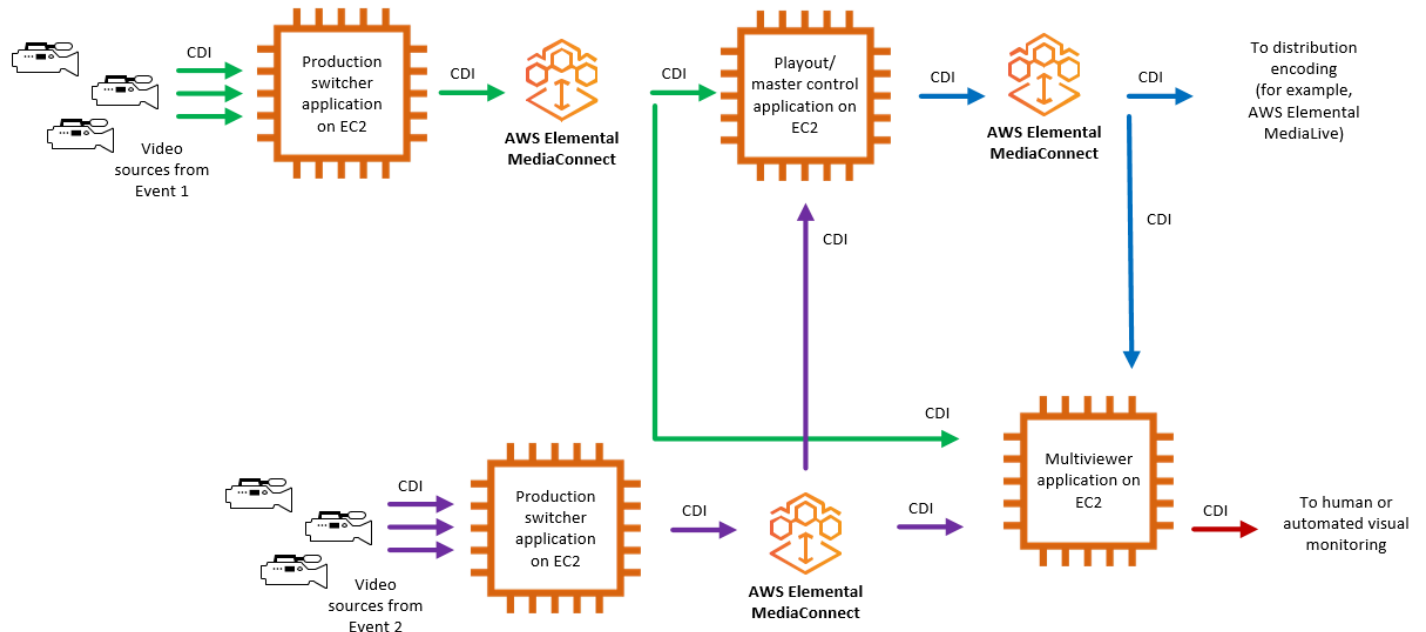 CDI
Video
sources from
Event 1
Production
switcher
application
on EC2
CDI
AWS Elemental
MediaConnect
CDI
Playout/
master control
application on
EC2
CDI
AWS Elemental
MediaConnect
CDI
To distribution
encoding
(for example,
AWS Elemental
MediaLive)
CDI
CDI
CDI
CDI
Video
sources from
Event 2
Production
switcher
application
on EC2
CDI
AWS Elemental
MediaConnect
CDI
Multiviewer
application on
EC2
CDI
To human or
automated visual
monitoring